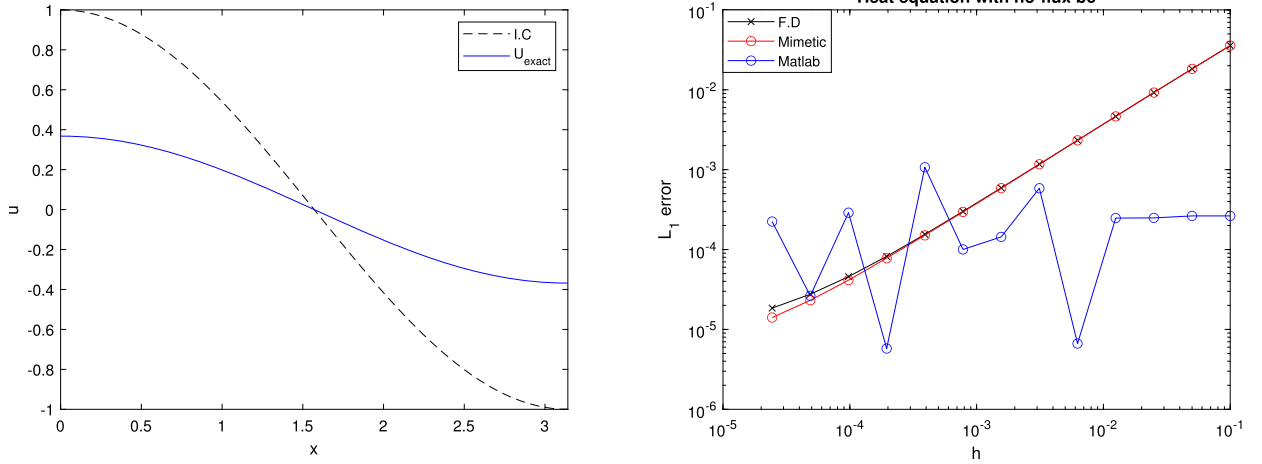 1
0.8
0.6
0.4
0.2
0
-0.2
-0.4
-0.6
-0.8
-1
u
0 0.5 1 1.5 2 2.5 3
x
I.C
U_exact
Heat equation with no-flux bc
10^-1
10^-2
10^-3
10^-4
10^-5
10^-6
L_1 error
10^-5 10^-4 10^-3 10^-2 10^-1
h
F.D
Mimetic
Matlab